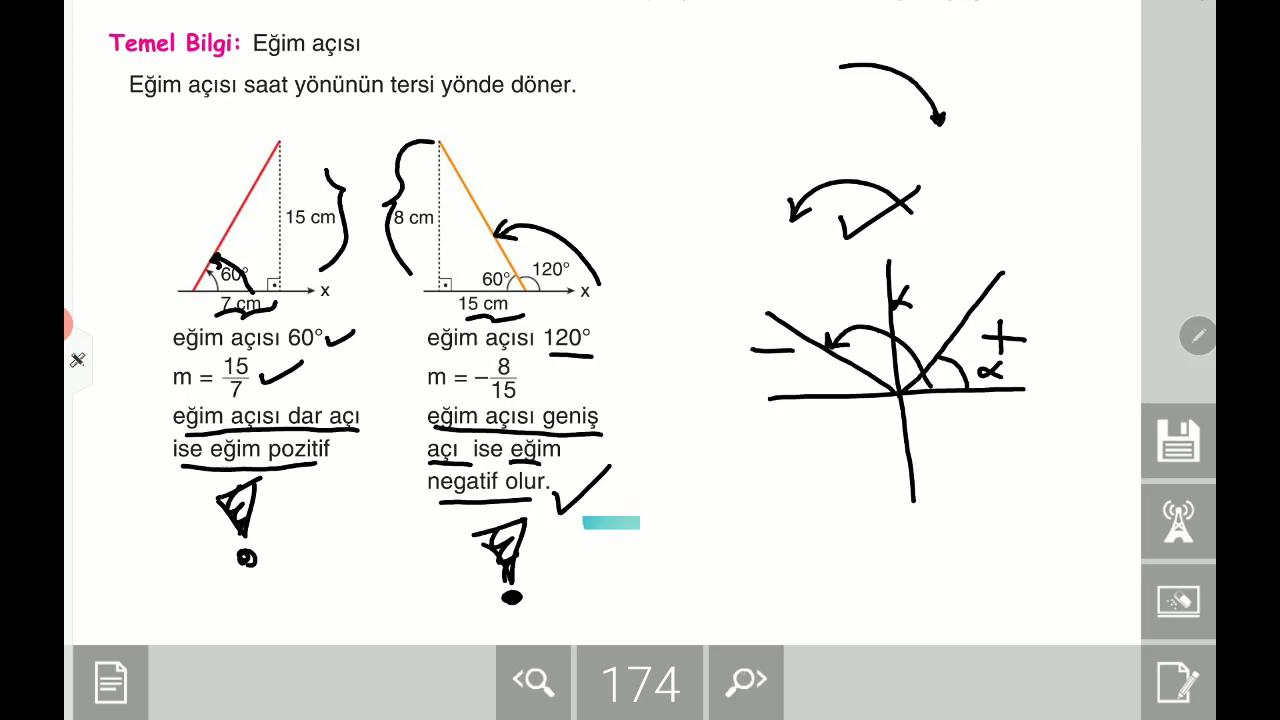 Temel Bilgi: Eğim açısı
Eğim açısı saat yönünün tersi yönde döner.
15 cm
60°
x
7 cm
eğim açısı 60°
m = 15/7
eğim açısı dar açı
ise eğim pozitif
8 cm
60°
120°
x
15 cm
eğim açısı 120°
m = -8/15
eğim açısı geniş
açı ise eğim
negatif olur.
+
α
−
174